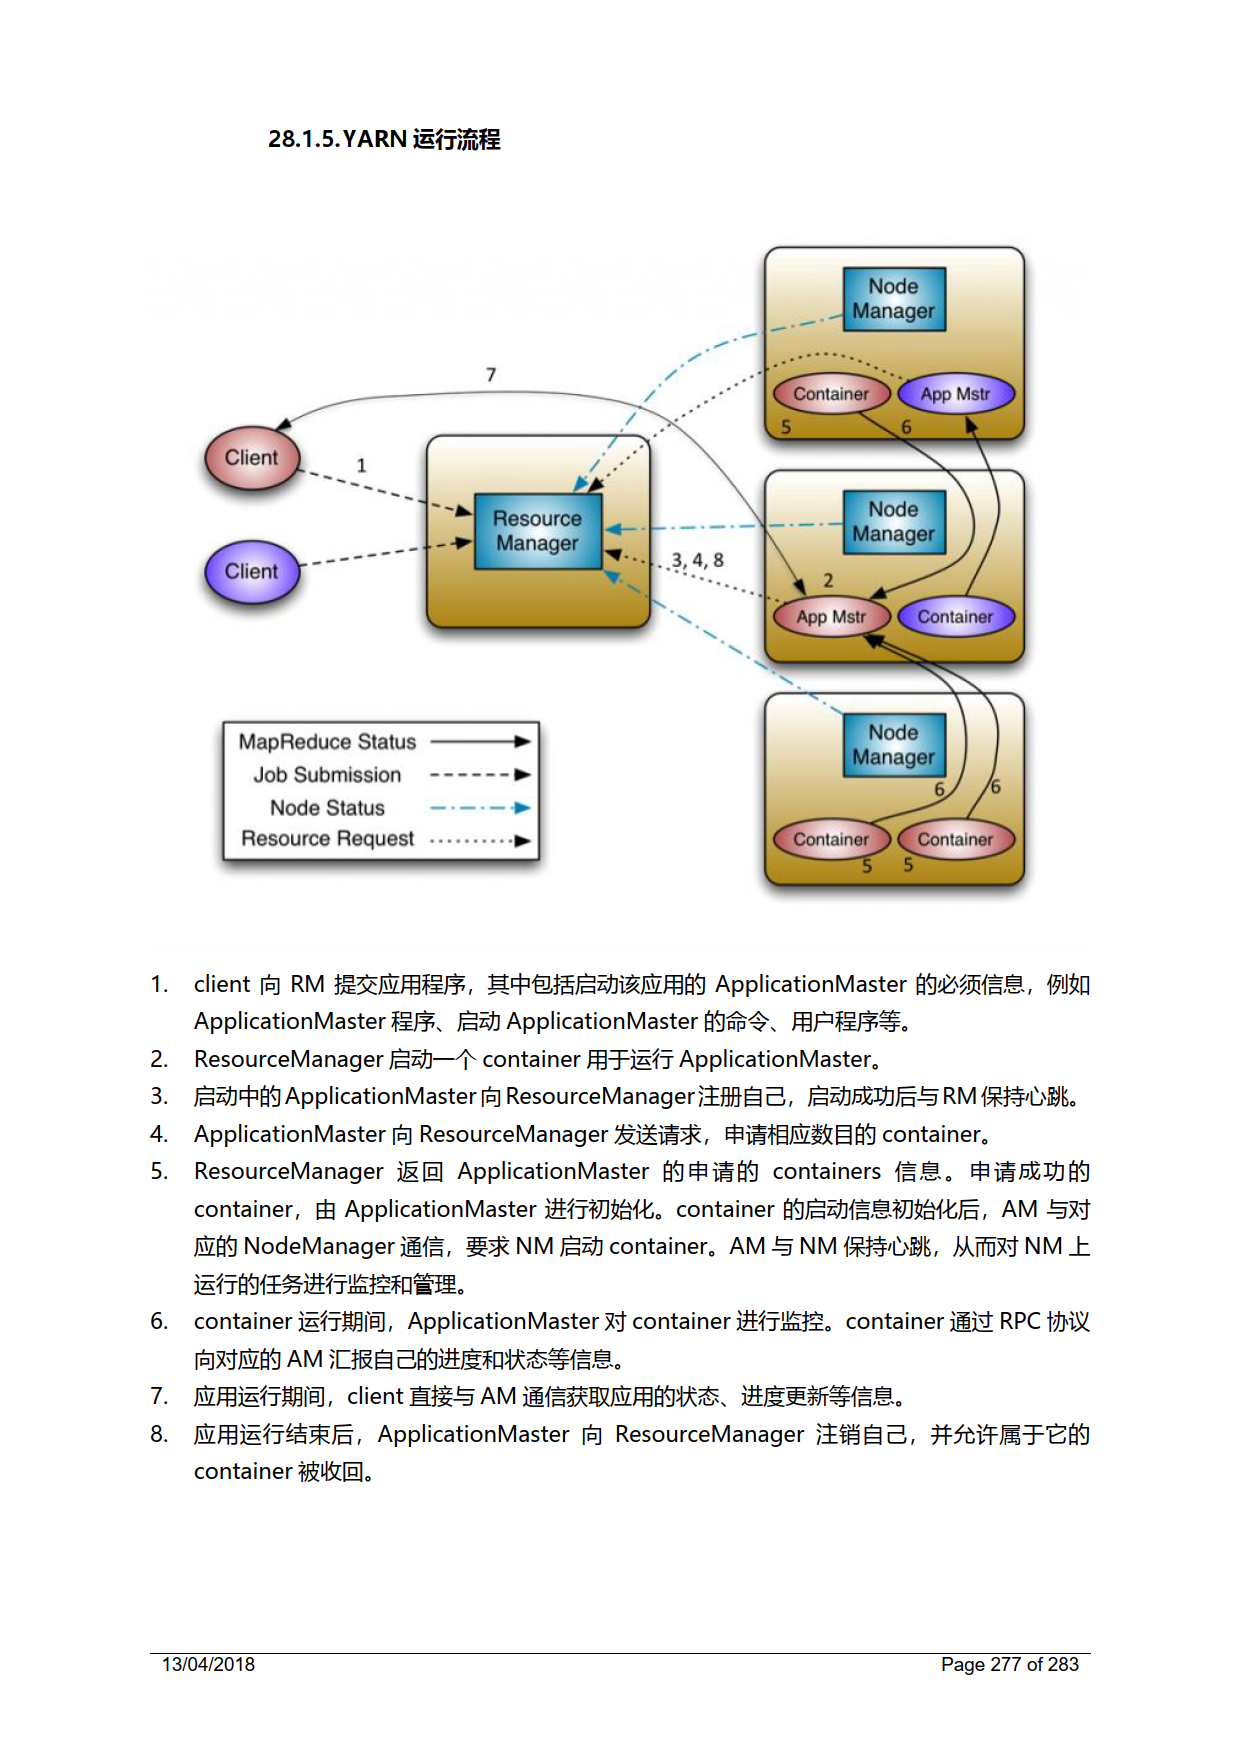 28.1.5.YARN 运行流程
Node
Manager
7
Container
App Mstr
5
6
Client
1
Node
Manager
Resource
Manager
3, 4, 8
2
Client
App Mstr
Container
Node
Manager
MapReduce Status
Job Submission
Node Status
Resource Request
6
6
Container
Container
5
5
1. client 向 RM 提交应用程序，其中包括启动该应用的 ApplicationMaster 的必须信息，例如
ApplicationMaster 程序、启动 ApplicationMaster 的命令、用户程序等。
2. ResourceManager 启动一个 container 用于运行 ApplicationMaster。
3. 启动中的ApplicationMaster向ResourceManager注册自己，启动成功后与RM保持心跳。
4. ApplicationMaster 向 ResourceManager 发送请求，申请相应数目的 container。
5. ResourceManager 返回 ApplicationMaster 的申请的 containers 信息。申请成功的
container，由 ApplicationMaster 进行初始化。container 的启动信息初始化后，AM 与对
应的 NodeManager 通信，要求 NM 启动 container。AM 与 NM 保持心跳，从而对 NM 上
运行的任务进行监控和管理。
6. container 运行期间，ApplicationMaster 对 container 进行监控。container 通过 RPC 协议
向对应的 AM 汇报自己的进度和状态等信息。
7. 应用运行期间，client 直接与 AM 通信获取应用的状态、进度更新等信息。
8. 应用运行结束后，ApplicationMaster 向 ResourceManager 注销自己，并允许属于它的
container 被收回。
13/04/2018 Page 277 of 283